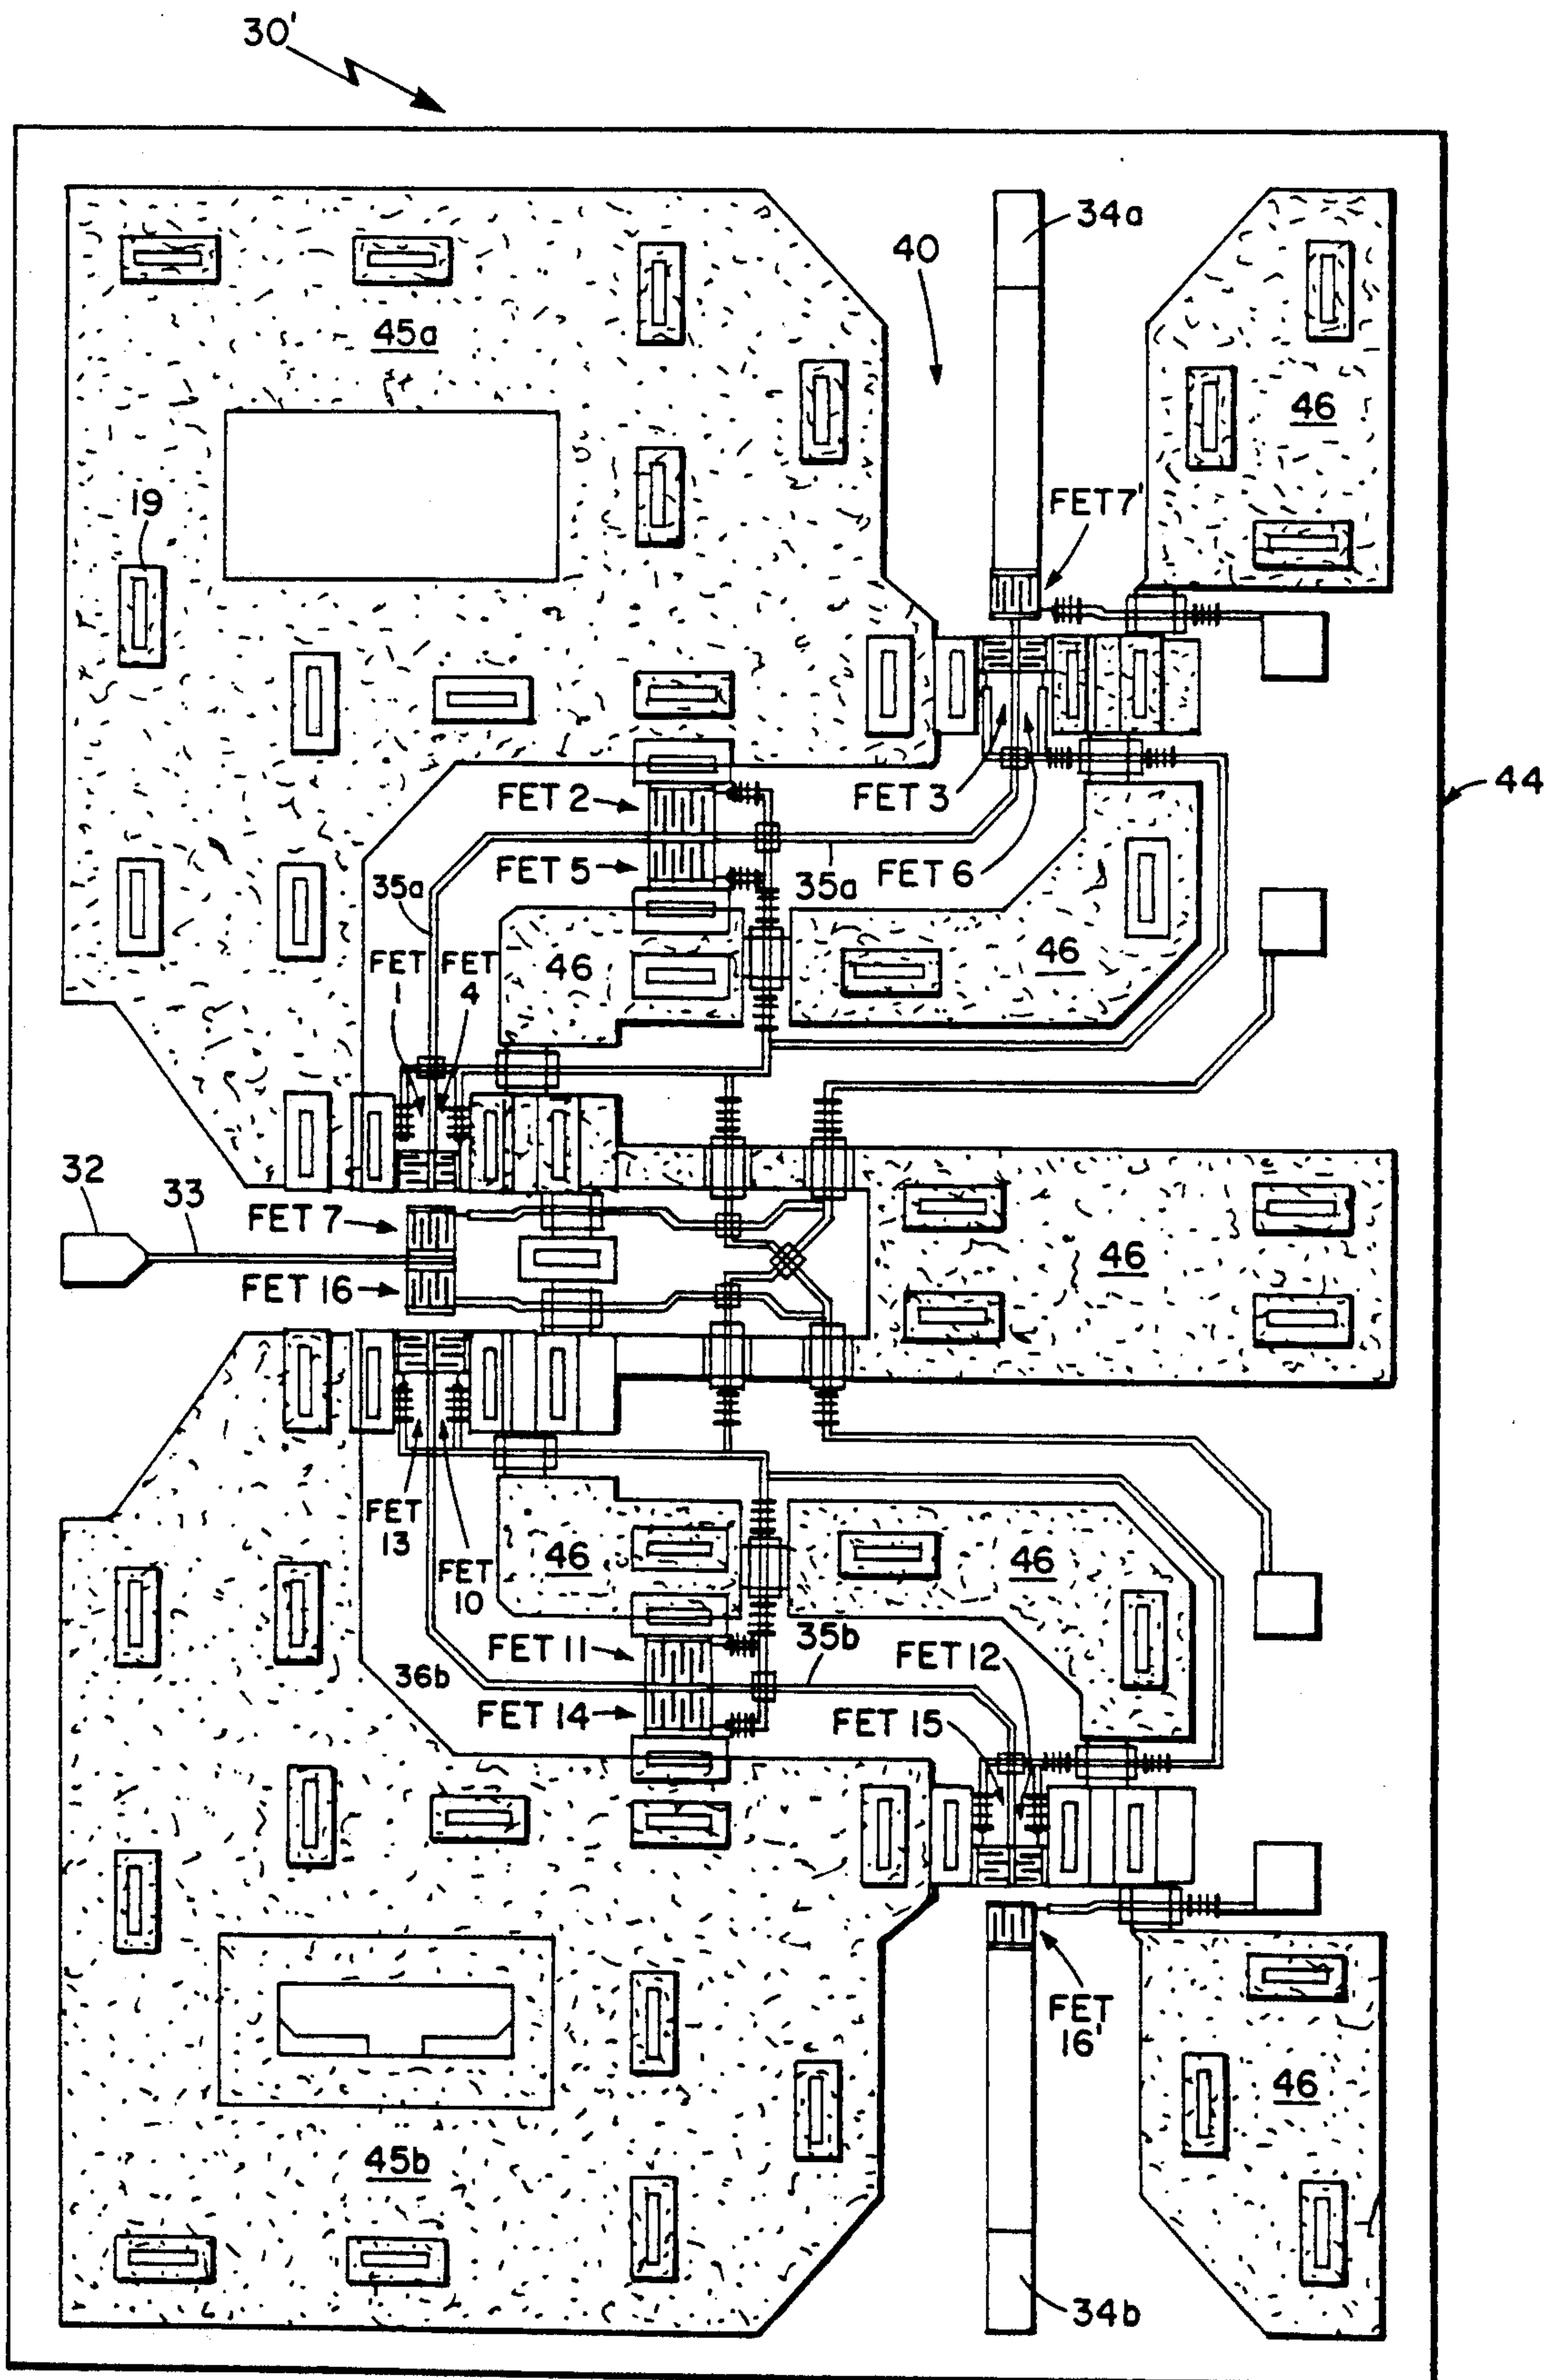 30'
34a
40
45a
46
19
FET7'
44
FET 2
FET 3
FET 5
FET 6
35a
35a
46
46
FET
1
FET
4
32
33
FET 7
46
FET 16
FET
13
FET
10
46
46
FET 11
35b
FET 12
36b
FET 14
FET 15
FET
16'
46
45b
34b